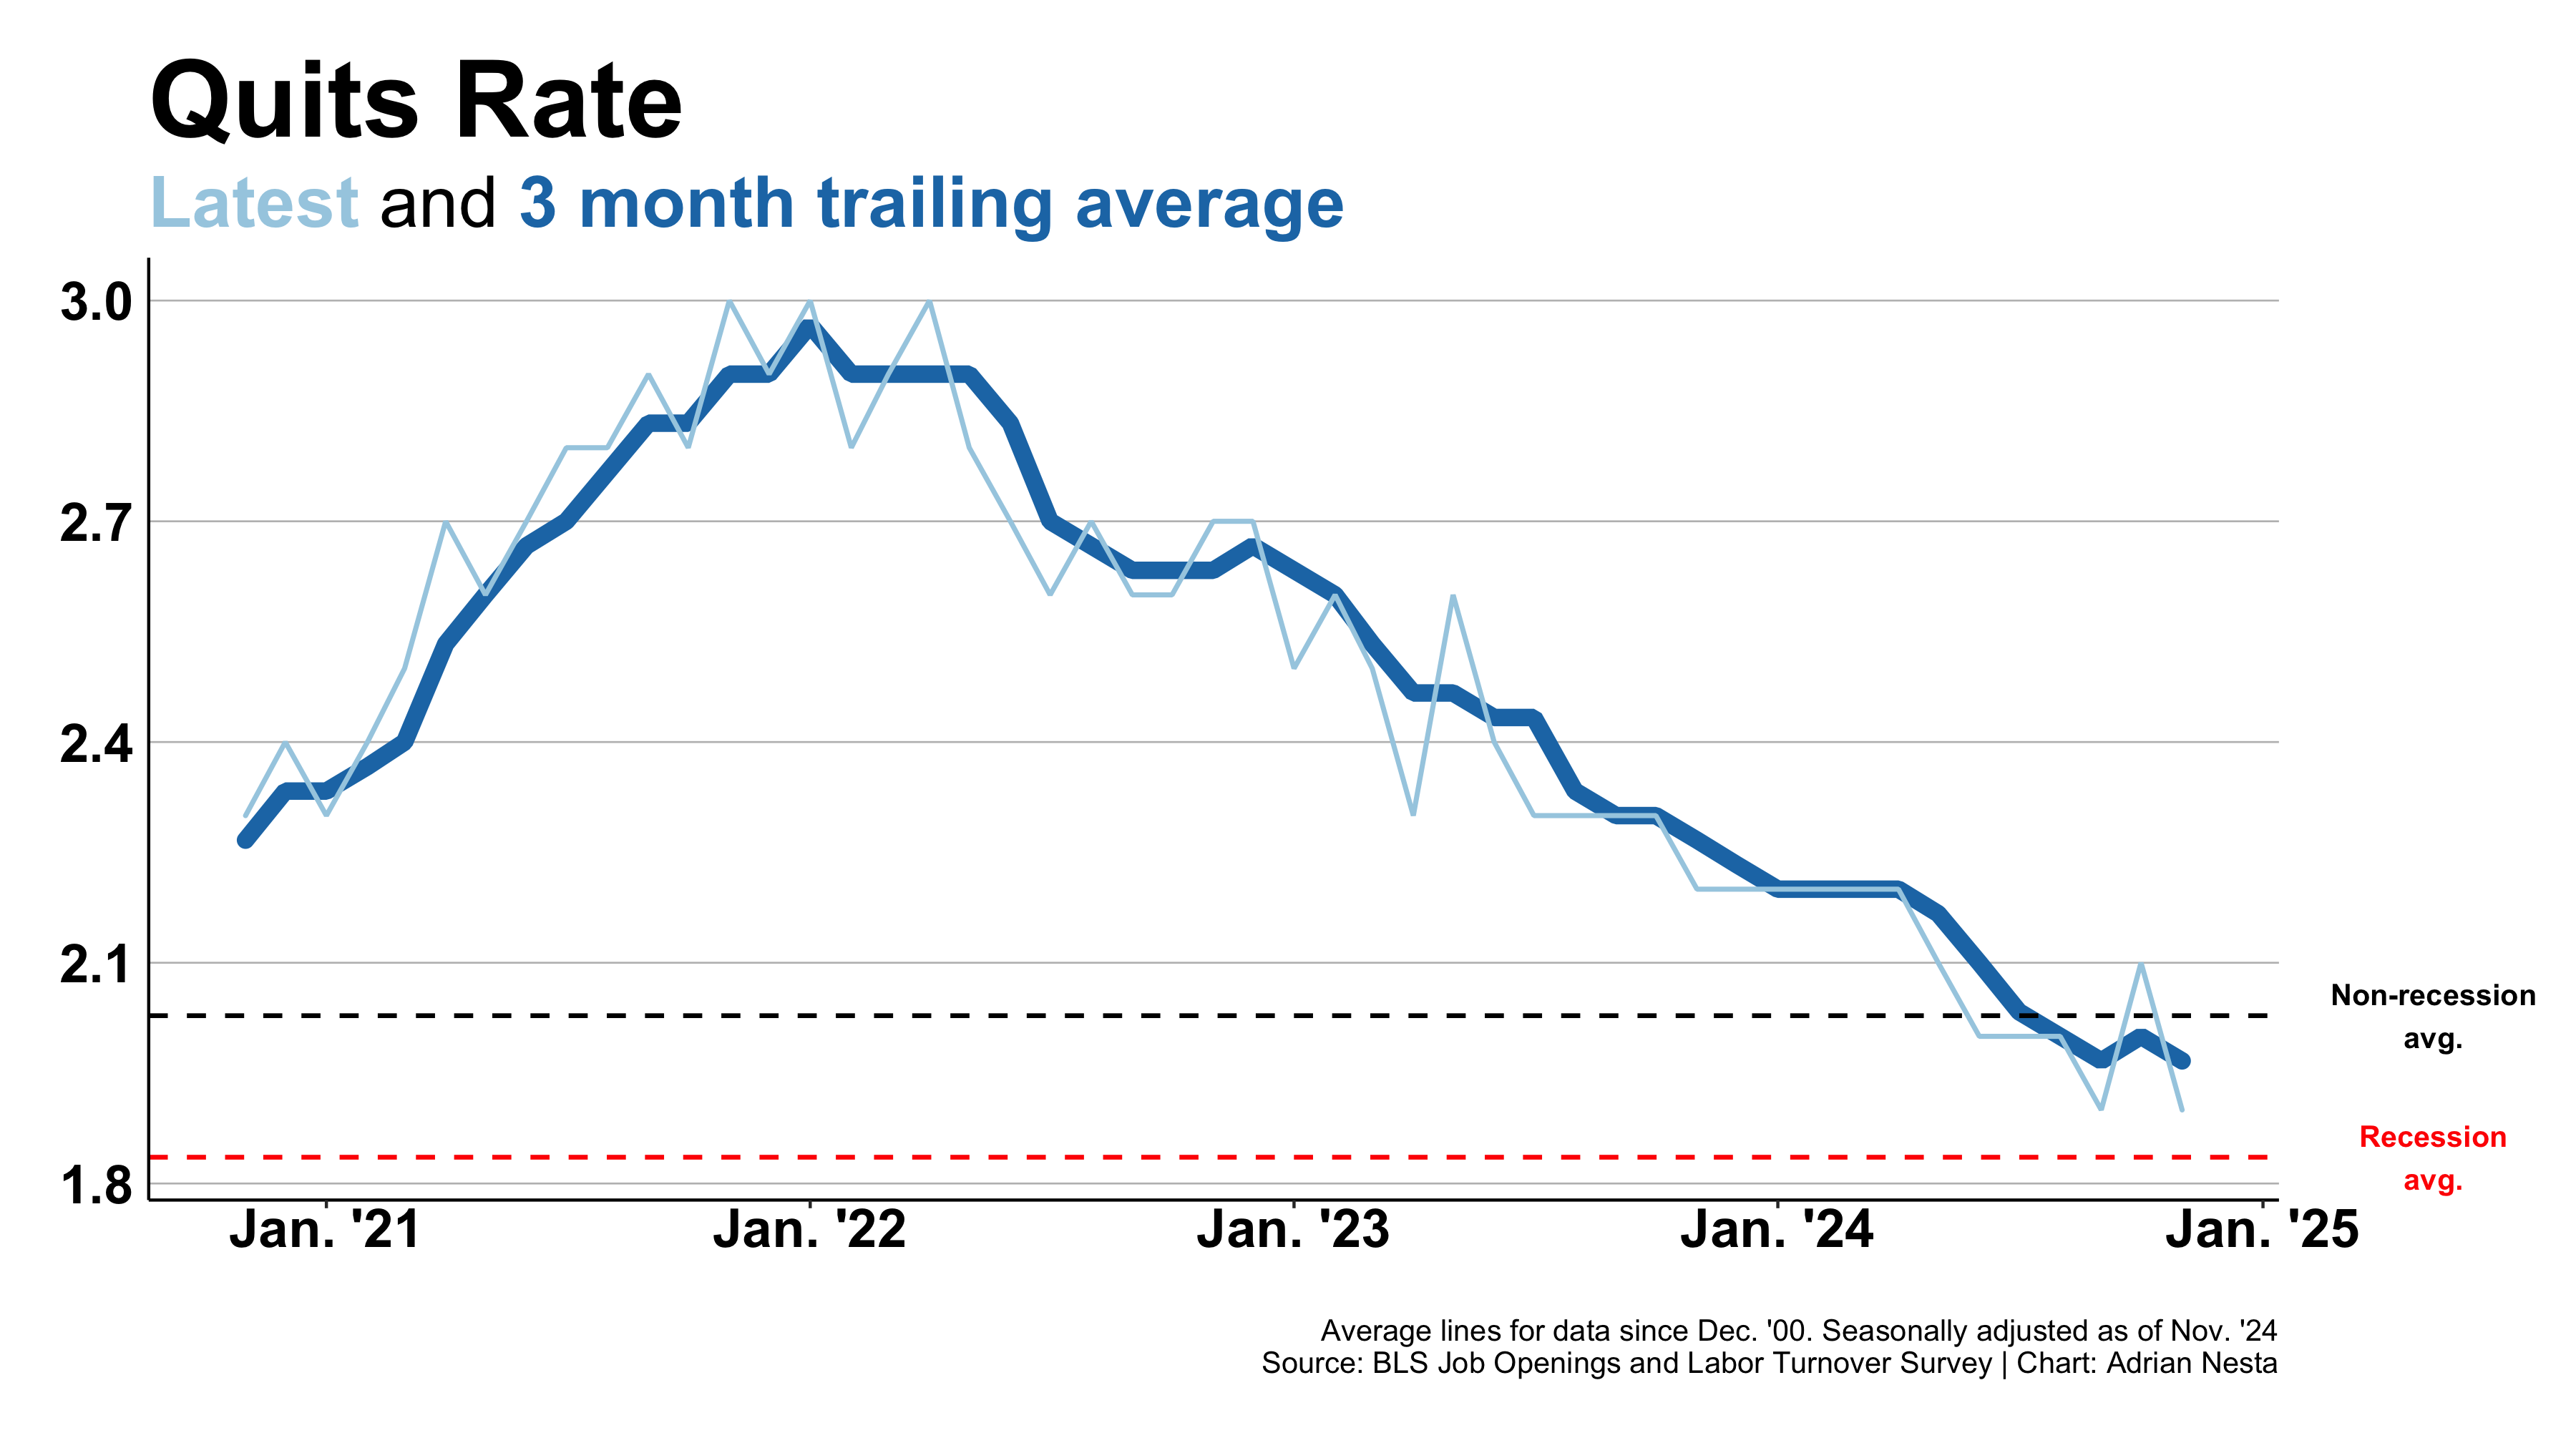 Quits Rate
Latest and 3 month trailing average
3.0
2.7
2.4
2.1
1.8
Non-recession
avg.
Recession
avg.
Jan. '21
Jan. '22
Jan. '23
Jan. '24
Jan. '25
Average lines for data since Dec. '00. Seasonally adjusted as of Nov. '24
Source: BLS Job Openings and Labor Turnover Survey | Chart: Adrian Nesta